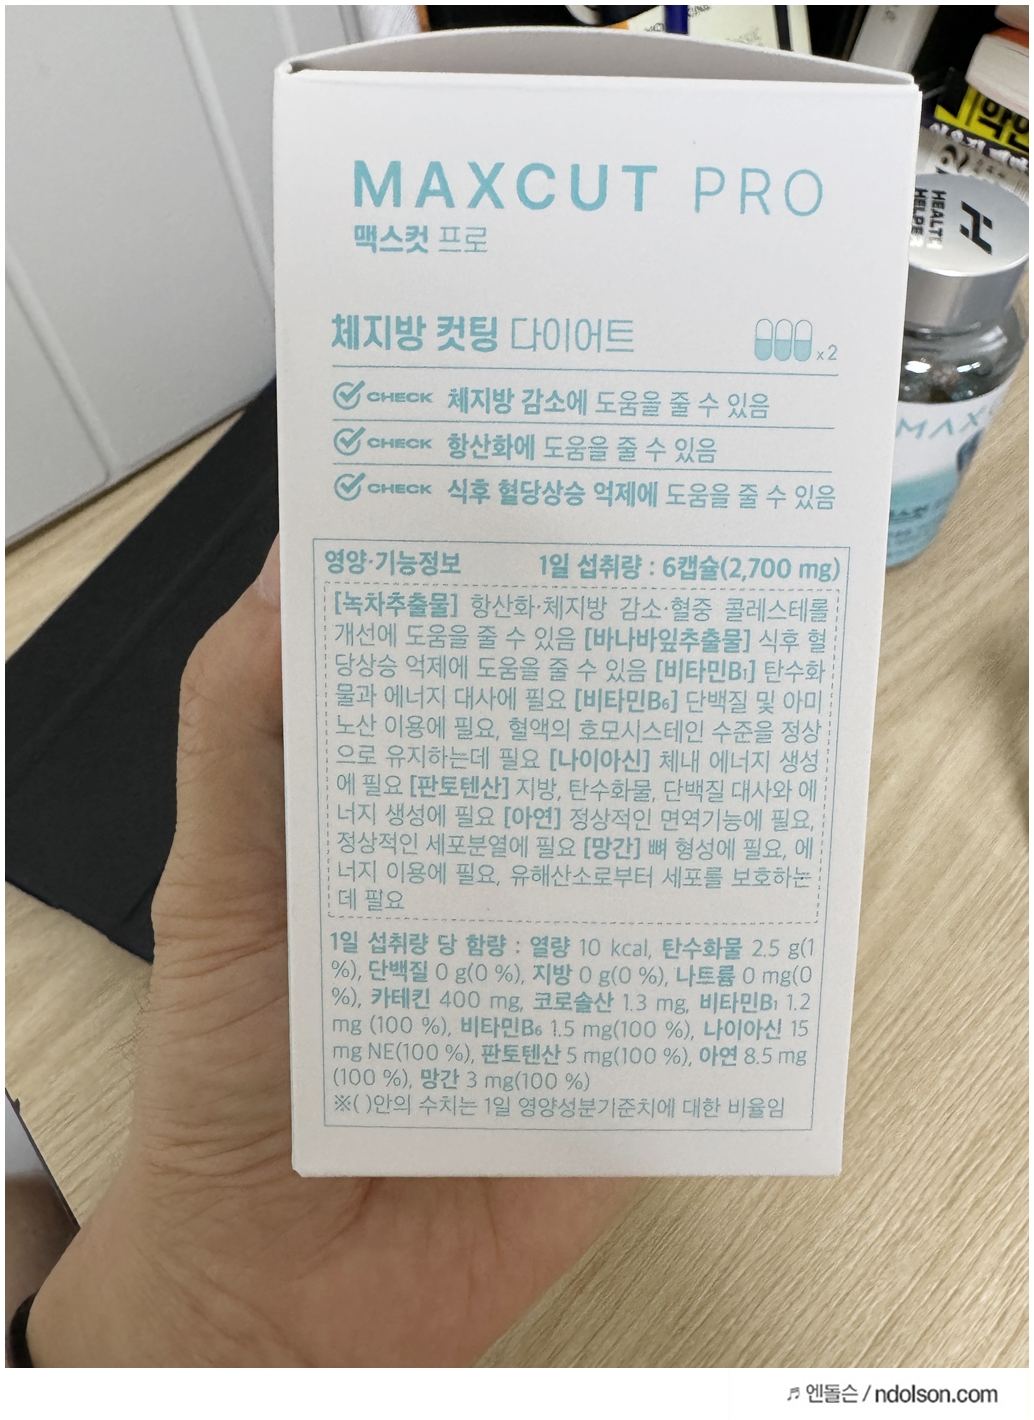 MAXCUT PRO
맥스컷 프로
체지방 컷팅 다이어트
x 2
CHECK 체지방 감소에 도움을 줄 수 있음
CHECK 항산화에 도움을 줄 수 있음
CHECK 식후 혈당상승 억제에 도움을 줄 수 있음
영양·기능정보 1일 섭취량 : 6캡슐(2,700 mg)
[녹차추출물] 항산화·체지방 감소·혈중 콜레스테롤
개선에 도움을 줄 수 있음 [바나바잎추출물] 식후 혈
당상승 억제에 도움을 줄 수 있음 [비타민B₁] 탄수화
물과 에너지 대사에 필요 [비타민B₆] 단백질 및 아미
노산 이용에 필요, 혈액의 호모시스테인 수준을 정상
으로 유지하는데 필요 [나이아신] 체내 에너지 생성
에 필요 [판토텐산] 지방, 탄수화물, 단백질 대사와 에
너지 생성에 필요 [아연] 정상적인 면역기능에 필요,
정상적인 세포분열에 필요 [망간] 뼈 형성에 필요, 에
너지 이용에 필요, 유해산소로부터 세포를 보호하는
데 필요
1일 섭취량 당 함량 : 열량 10 kcal, 탄수화물 2.5 g(1
%), 단백질 0 g(0 %), 지방 0 g(0 %), 나트륨 0 mg(0
%), 카테킨 400 mg, 코로솔산 1.3 mg, 비타민B₁ 1.2
mg (100 %), 비타민B₆ 1.5 mg(100 %), 나이아신 15
mg NE(100 %), 판토텐산 5 mg(100 %), 아연 8.5 mg
(100 %), 망간 3 mg(100 %)
※( )안의 수치는 1일 영양성분기준치에 대한 비율임
HEALTH
HELPER
엔돌슨 / ndolson.com